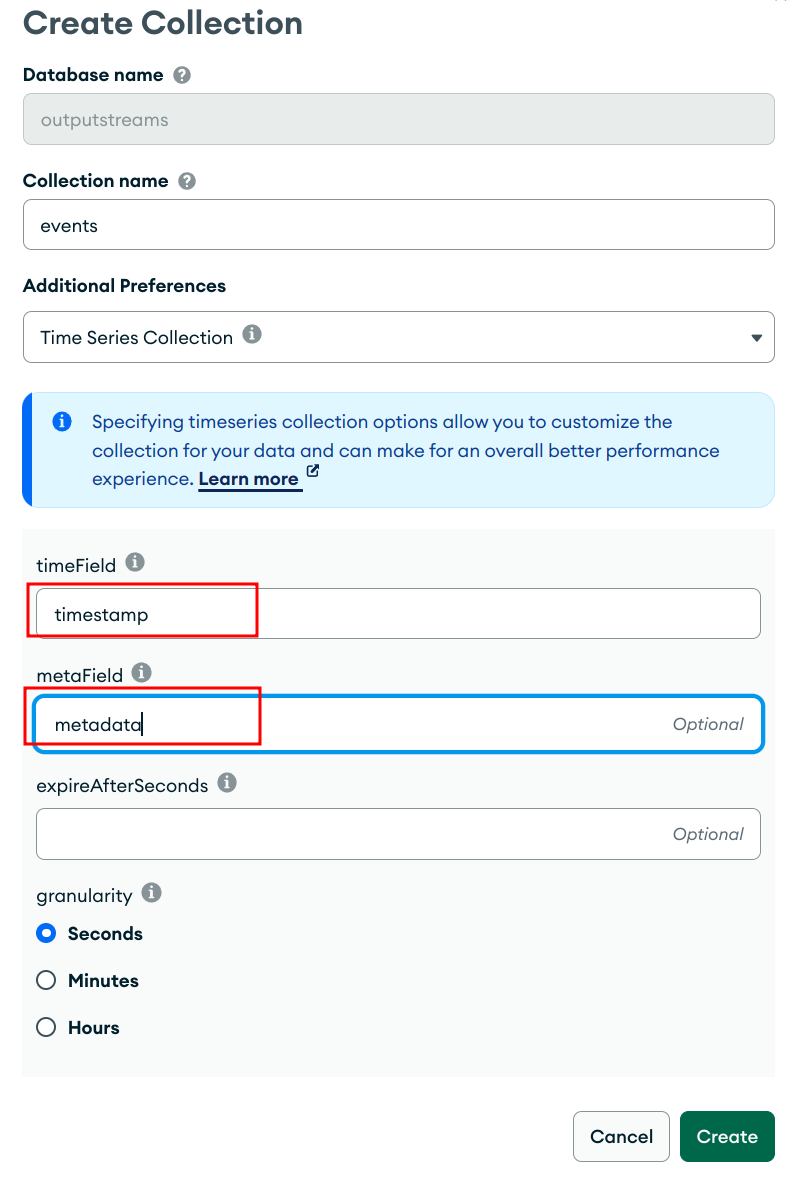 Create Collection
Database name
outputstreams
Collection name
events
Additional Preferences
Time Series Collection
Specifying timeseries collection options allow you to customize the
collection for your data and can make for an overall better performance
experience. Learn more
timeField
timestamp
metaField
metadata Optional
expireAfterSeconds
Optional
granularity
Seconds
Minutes
Hours
Cancel Create